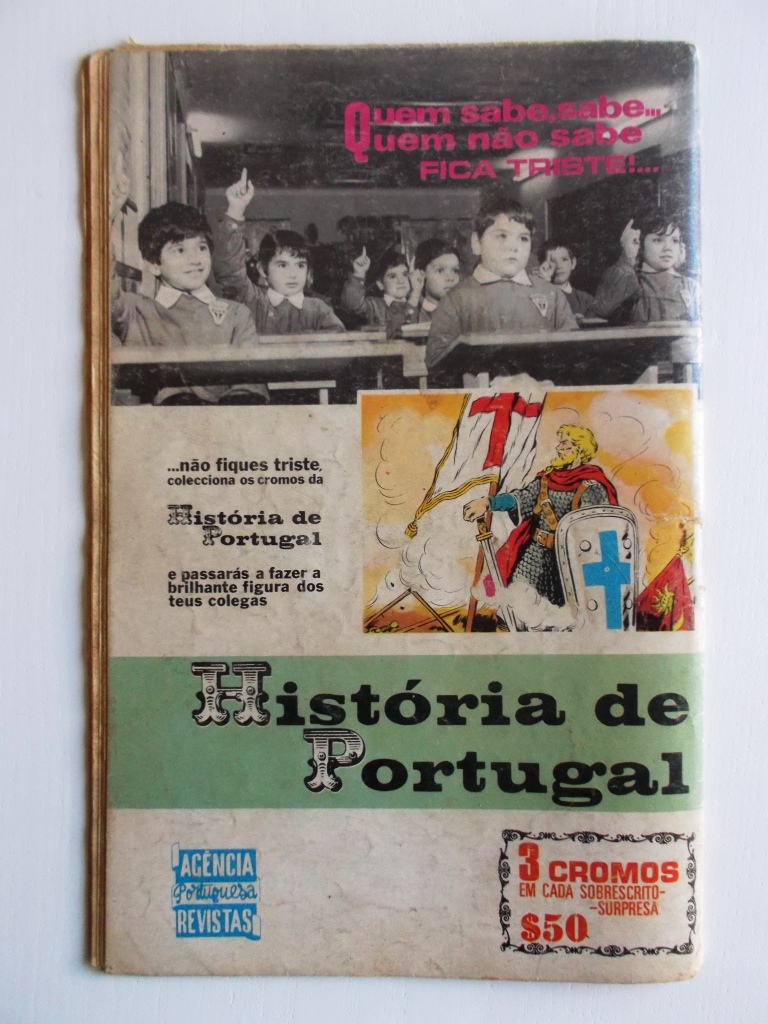 Quem sabe,sabe...
Quem não sabe
FICA TRISTE!...
...não fiques triste,
colecciona os cromos da
História de
Portugal
e passarás a fazer a
brilhante figura dos
teus colegas
História de
Portugal
AGÊNCIA
Portuguesa
REVISTAS
3 CROMOS
EM CADA SOBRESCRITO-
-SURPRESA
$50